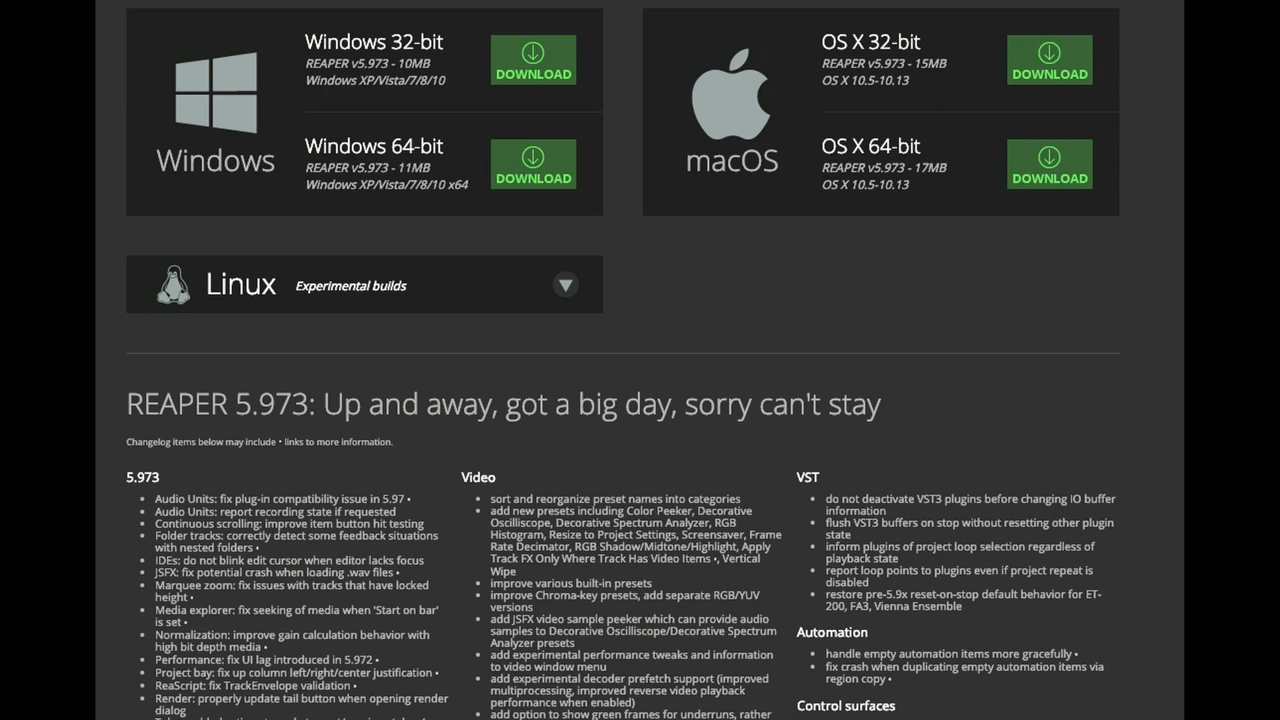 Windows
Windows 32-bit
REAPER v5.973 - 10MB
Windows XP/Vista/7/8/10
DOWNLOAD
Windows 64-bit
REAPER v5.973 - 11MB
Windows XP/Vista/7/8/10 x64
DOWNLOAD
macOS
OS X 32-bit
REAPER v5.973 - 15MB
OS X 10.5-10.13
DOWNLOAD
OS X 64-bit
REAPER v5.973 - 17MB
OS X 10.5-10.13
DOWNLOAD
Linux Experimental builds
REAPER 5.973: Up and away, got a big day, sorry can't stay
Changelog items below may include • links to more information.
5.973
• Audio Units: fix plug-in compatibility issue in 5.97 •
• Audio Units: report recording state if requested
• Continuous scrolling: improve item button hit testing
• Folder tracks: correctly detect some feedback situations
with nested folders •
• IDEs: do not blink edit cursor when editor lacks focus
• JSFX: fix potential crash when loading .wav files •
• Marquee zoom: fix issues with tracks that have locked
height •
• Media explorer: fix seeking of media when 'Start on bar'
is set •
• Normalization: improve gain calculation behavior with
high bit depth media •
• Performance: fix UI lag introduced in 5.972 •
• Project bay: fix up column left/right/center justification •
• ReaScript: fix TrackEnvelope validation •
• Render: properly update tail button when opening render
dialog
Video
• sort and reorganize preset names into categories
• add new presets including Color Peeker, Decorative
Oscilliscope, Decorative Spectrum Analyzer, RGB
Histogram, Resize to Project Settings, Screensaver, Frame
Rate Decimator, RGB Shadow/Midtone/Highlight, Apply
Track FX Only Where Track Has Video Items •, Vertical
Wipe
• improve various built-in presets
• improve Chroma-key presets, add separate RGB/YUV
versions
• add JSFX video sample peeker which can provide audio
samples to Decorative Oscilliscope/Decorative Spectrum
Analyzer presets
• add experimental performance tweaks and information
to video window menu
• add experimental decoder prefetch support (improved
multiprocessing, improved reverse video playback
performance when enabled)
• add option to show green frames for underruns, rather
VST
• do not deactivate VST3 plugins before changing IO buffer
information
• flush VST3 buffers on stop without resetting other plugin
state
• inform plugins of project loop selection regardless of
playback state
• report loop points to plugins even if project repeat is
disabled
• restore pre-5.9x reset-on-stop default behavior for ET-
200, FA3, Vienna Ensemble
Automation
• handle empty automation items more gracefully •
• fix crash when duplicating empty automation items via
region copy •
Control surfaces